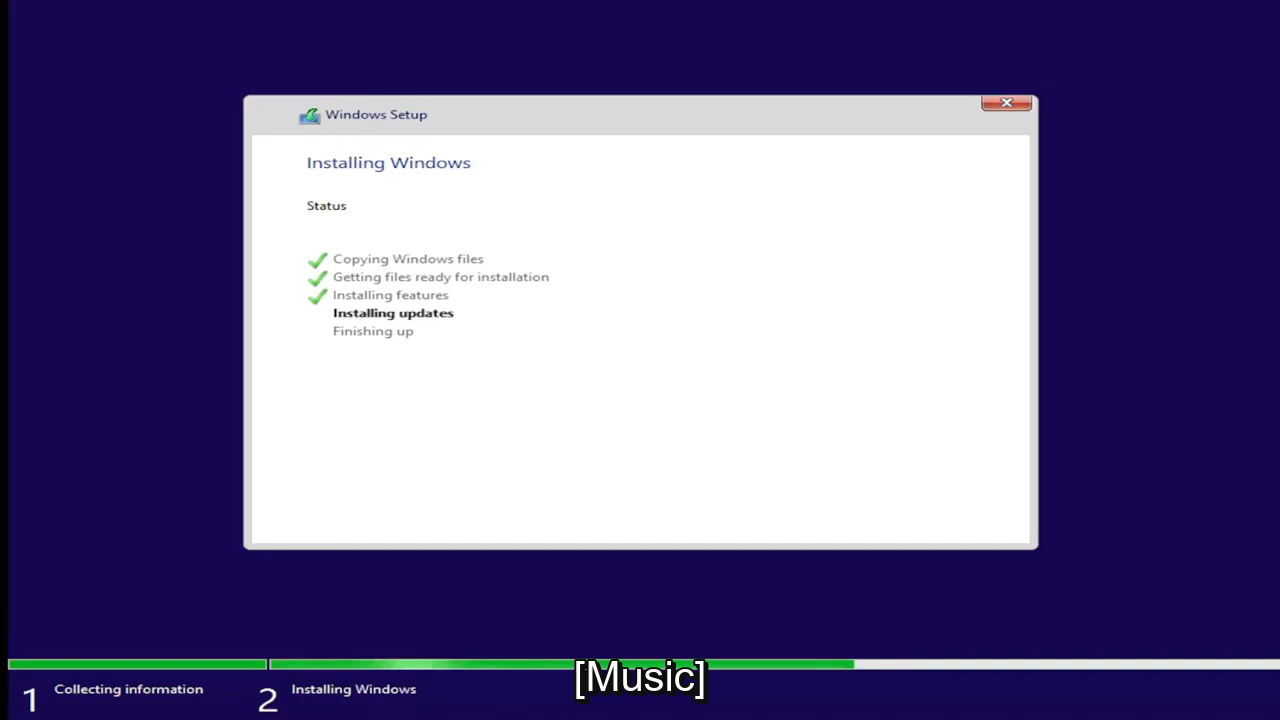 Windows Setup
Installing Windows
Status
Copying Windows files
Getting files ready for installation
Installing features
Installing updates
Finishing up
[Music]
1 Collecting information
2 Installing Windows